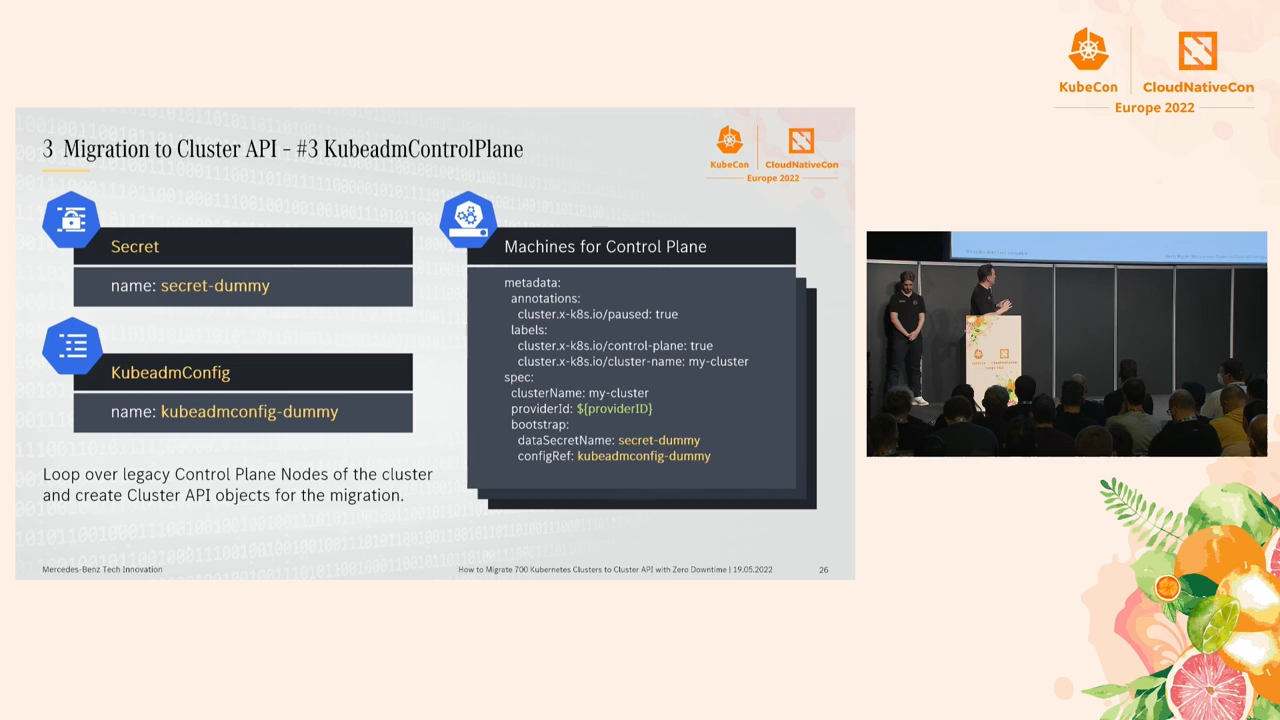 KubeCon
CloudNativeCon
Europe 2022
3 Migration to Cluster API – #3 KubeadmControlPlane
KubeCon
CloudNativeCon
Europe 2022
Secret
name: secret-dummy
KubeadmConfig
name: kubeadmconfig-dummy
Loop over legacy Control Plane Nodes of the cluster
and create Cluster API objects for the migration.
Machines for Control Plane
metadata:
annotations:
cluster.x-k8s.io/paused: true
labels:
cluster.x-k8s.io/control-plane: true
cluster.x-k8s.io/cluster-name: my-cluster
spec:
clusterName: my-cluster
providerId: ${providerID}
bootstrap:
dataSecretName: secret-dummy
configRef: kubeadmconfig-dummy
Mercedes-Benz Tech Innovation
How to Migrate 700 Kubernetes Clusters to Cluster API with Zero Downtime | 19.05.2022
26